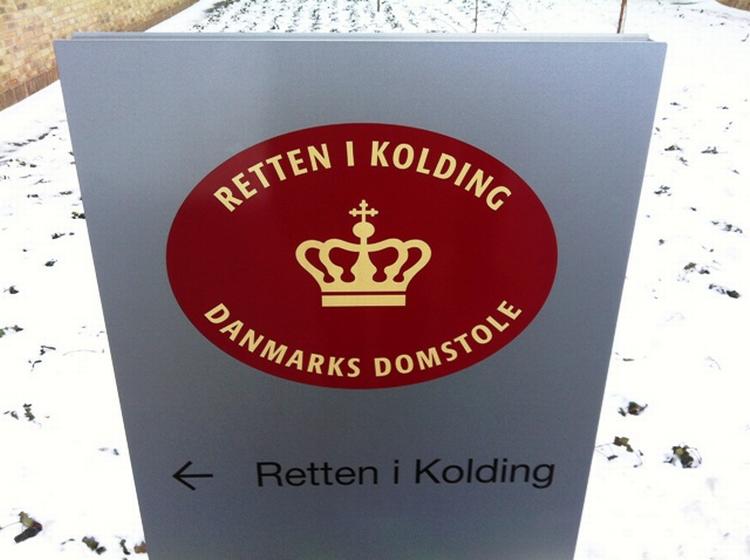 RETTEN I KOLDING
DANMARKS DOMSTOLE
← Retten i Kolding